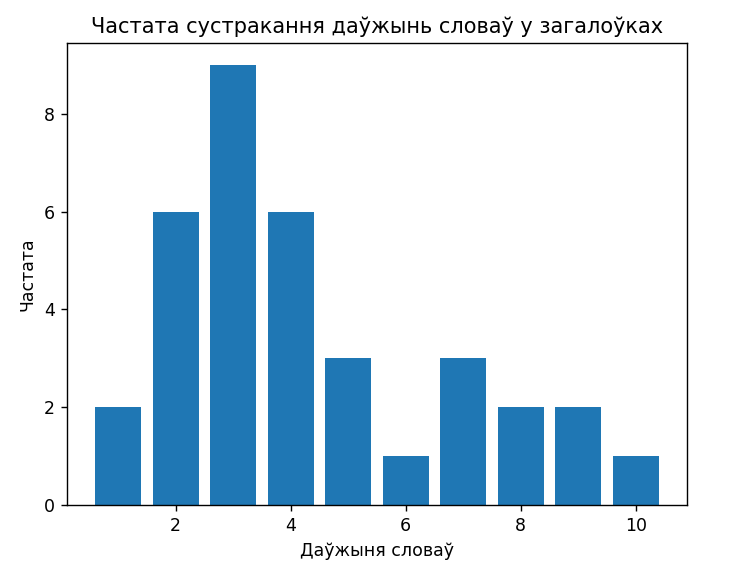 Частата сустракання даўжынь словаў у загалоўках
Частата
8
6
4
2
0
2 4 6 8 10
Даўжыня словаў